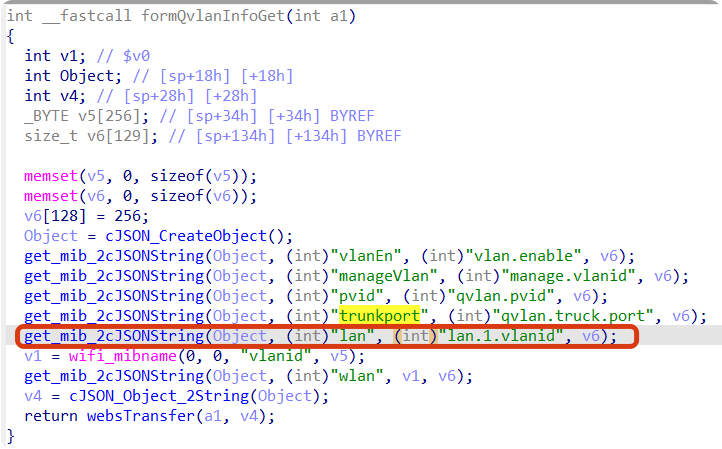 int __fastcall formQvlanInfoGet(int a1)
{
int v1; // $v0
int Object; // [sp+18h] [+18h]
int v4; // [sp+28h] [+28h]
_BYTE v5[256]; // [sp+34h] [+34h] BYREF
size_t v6[129]; // [sp+134h] [+134h] BYREF
memset(v5, 0, sizeof(v5));
memset(v6, 0, sizeof(v6));
v6[128] = 256;
Object = cJSON_CreateObject();
get_mib_2cJSONString(Object, (int)"vlanEn", (int)"vlan.enable", v6);
get_mib_2cJSONString(Object, (int)"manageVlan", (int)"manage.vlanid", v6);
get_mib_2cJSONString(Object, (int)"pvid", (int)"qvlan.pvid", v6);
get_mib_2cJSONString(Object, (int)"trunkport", (int)"qvlan.truck.port", v6);
get_mib_2cJSONString(Object, (int)"lan", (int)"lan.1.vlanid", v6);
v1 = wifi_mibname(0, 0, "vlanid", v5);
get_mib_2cJSONString(Object, (int)"wlan", v1, v6);
v4 = cJSON_Object_2String(Object);
return websTransfer(a1, v4);
}